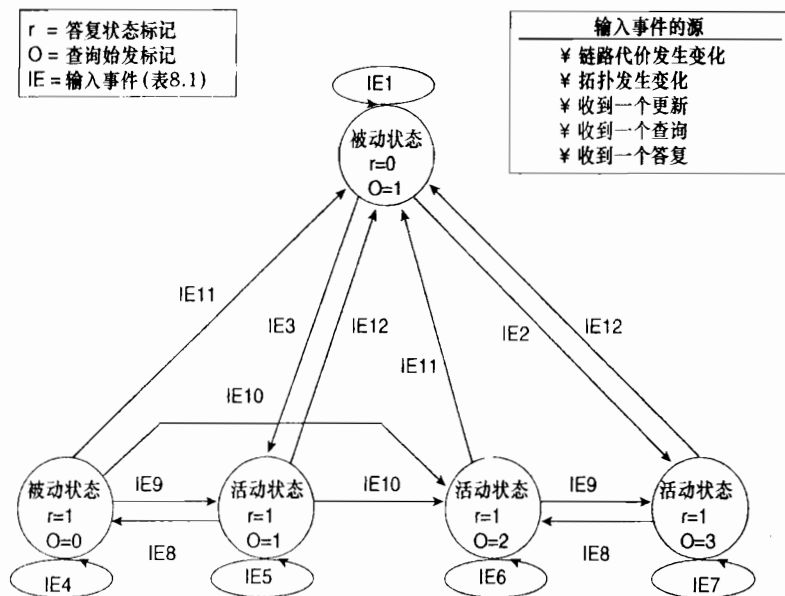 r = 答复状态标记
O = 查询始发标记
IE = 输入事件(表8.1)
输入事件的源
¥ 链路代价发生变化
¥ 拓扑发生变化
¥ 收到一个更新
¥ 收到一个查询
¥ 收到一个答复
IE1
被动状态
r=0
O=1
IE11
IE3
IE12
IE2
IE12
IE11
IE10
被动状态
r=1
O=0
IE9
IE8
活动状态
r=1
O=1
IE10
活动状态
r=1
O=2
IE9
IE8
活动状态
r=1
O=3
IE4
IE5
IE6
IE7